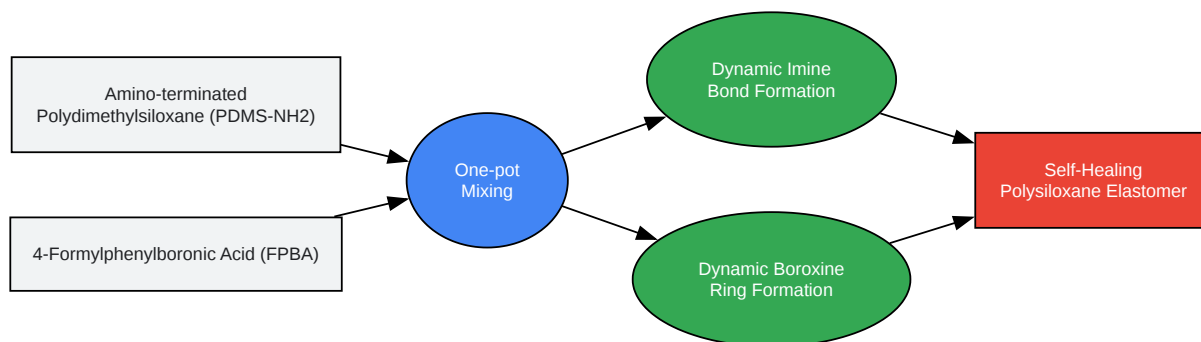 Amino-terminated
Polydimethylsiloxane (PDMS-NH2)
4-Formylphenylboronic Acid (FPBA)
One-pot
Mixing
Dynamic Imine
Bond Formation
Dynamic Boroxine
Ring Formation
Self-Healing
Polysiloxane Elastomer